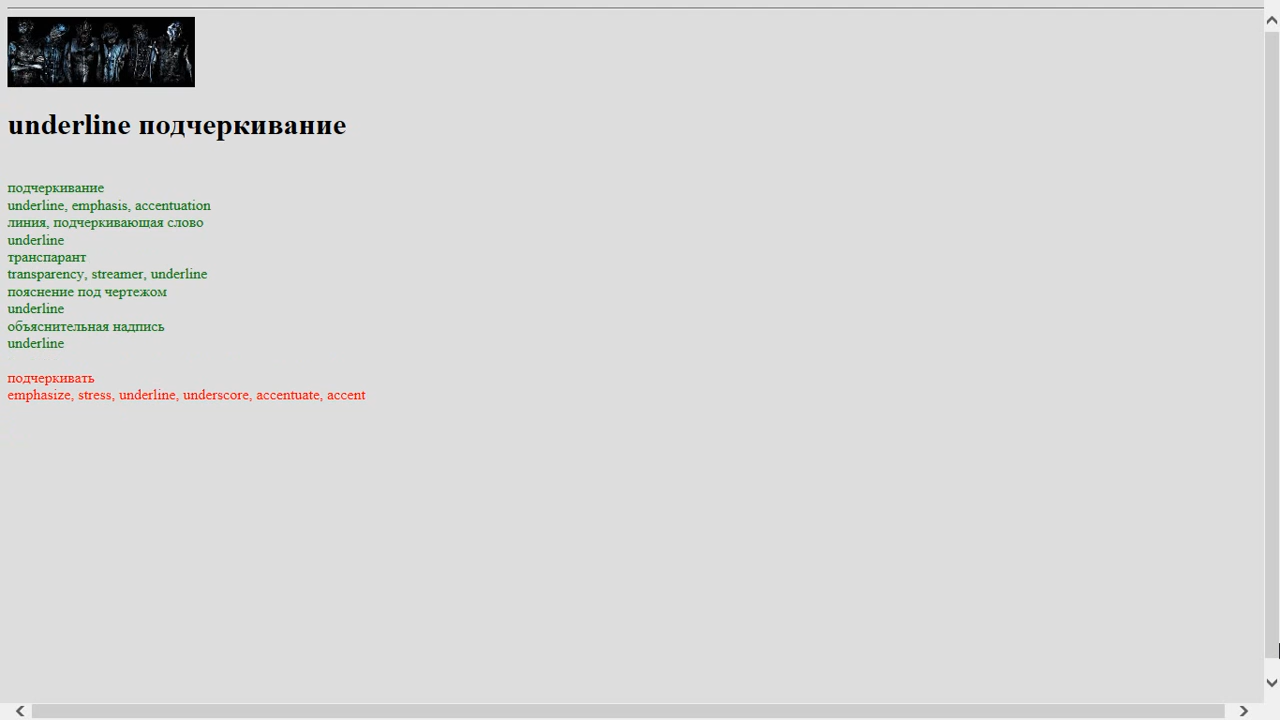 underline подчеркивание
подчеркивание
underline, emphasis, accentuation
линия, подчеркивающая слово
underline
транспарант
transparency, streamer, underline
пояснение под чертежом
underline
объяснительная надпись
underline
подчеркивать
emphasize, stress, underline, underscore, accentuate, accent